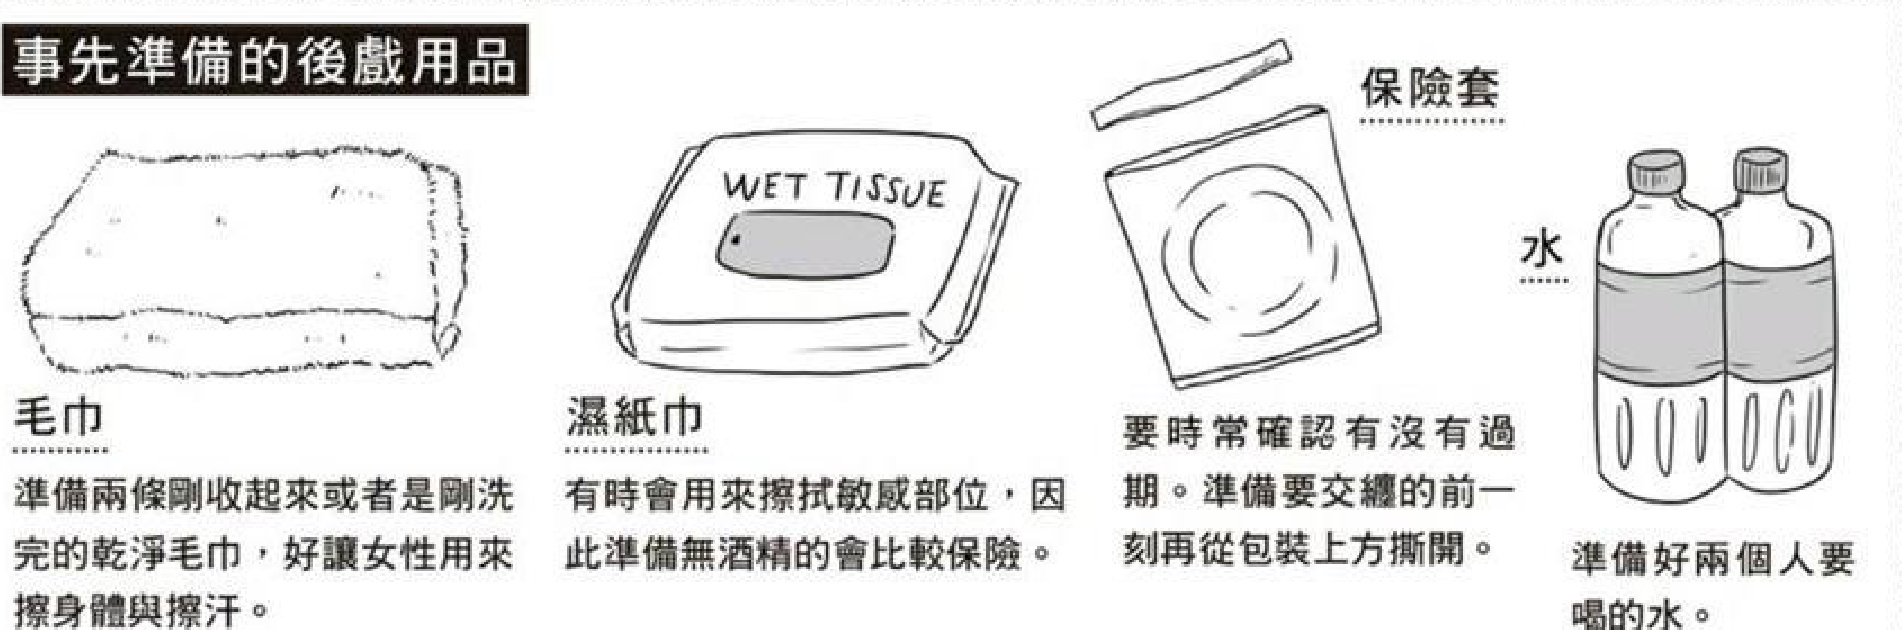 事先準備的後戲用品
毛巾
準備兩條剛收起來或者是剛洗
完的乾淨毛巾，好讓女性用來
擦身體與擦汗。
WET TISSUE
濕紙巾
有時會用來擦拭敏感部位，因
此準備無酒精的會比較保險。
保險套
要時常確認有沒有過
期。準備要交纏的前一
刻再從包裝上方撕開。
水
準備好兩個人要
喝的水。